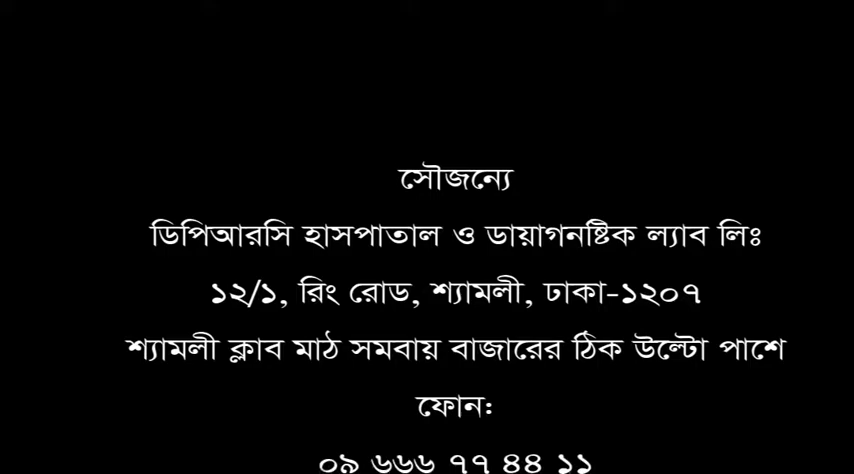 সৌজন্যে
ডিপিআরসি হাসপাতাল ও ডায়াগনষ্টিক ল্যাব লিঃ
১২/১, রিং রোড, শ্যামলী, ঢাকা-১২০৭
শ্যামলী ক্লাব মাঠ সমবায় বাজারের ঠিক উল্টো পাশে
ফোন:
০৯ ৬৬৬ ৭৭ ৪৪ ১১